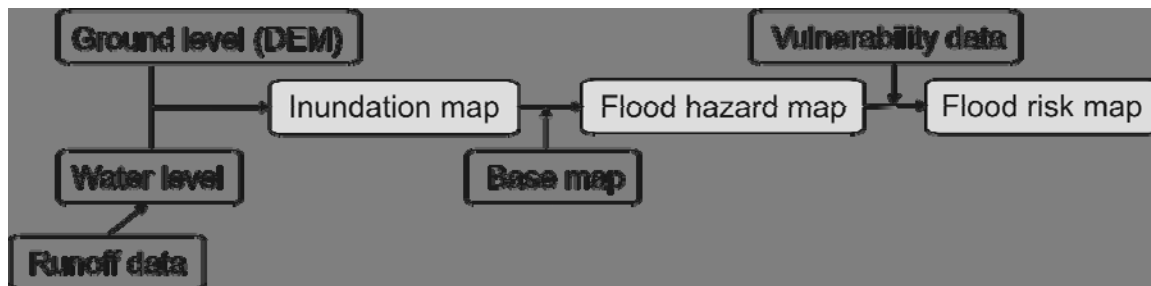 Ground level (DEM)
Vulnerability data
Inundation map
Flood hazard map
Flood risk map
Water level
Base map
Runoff data